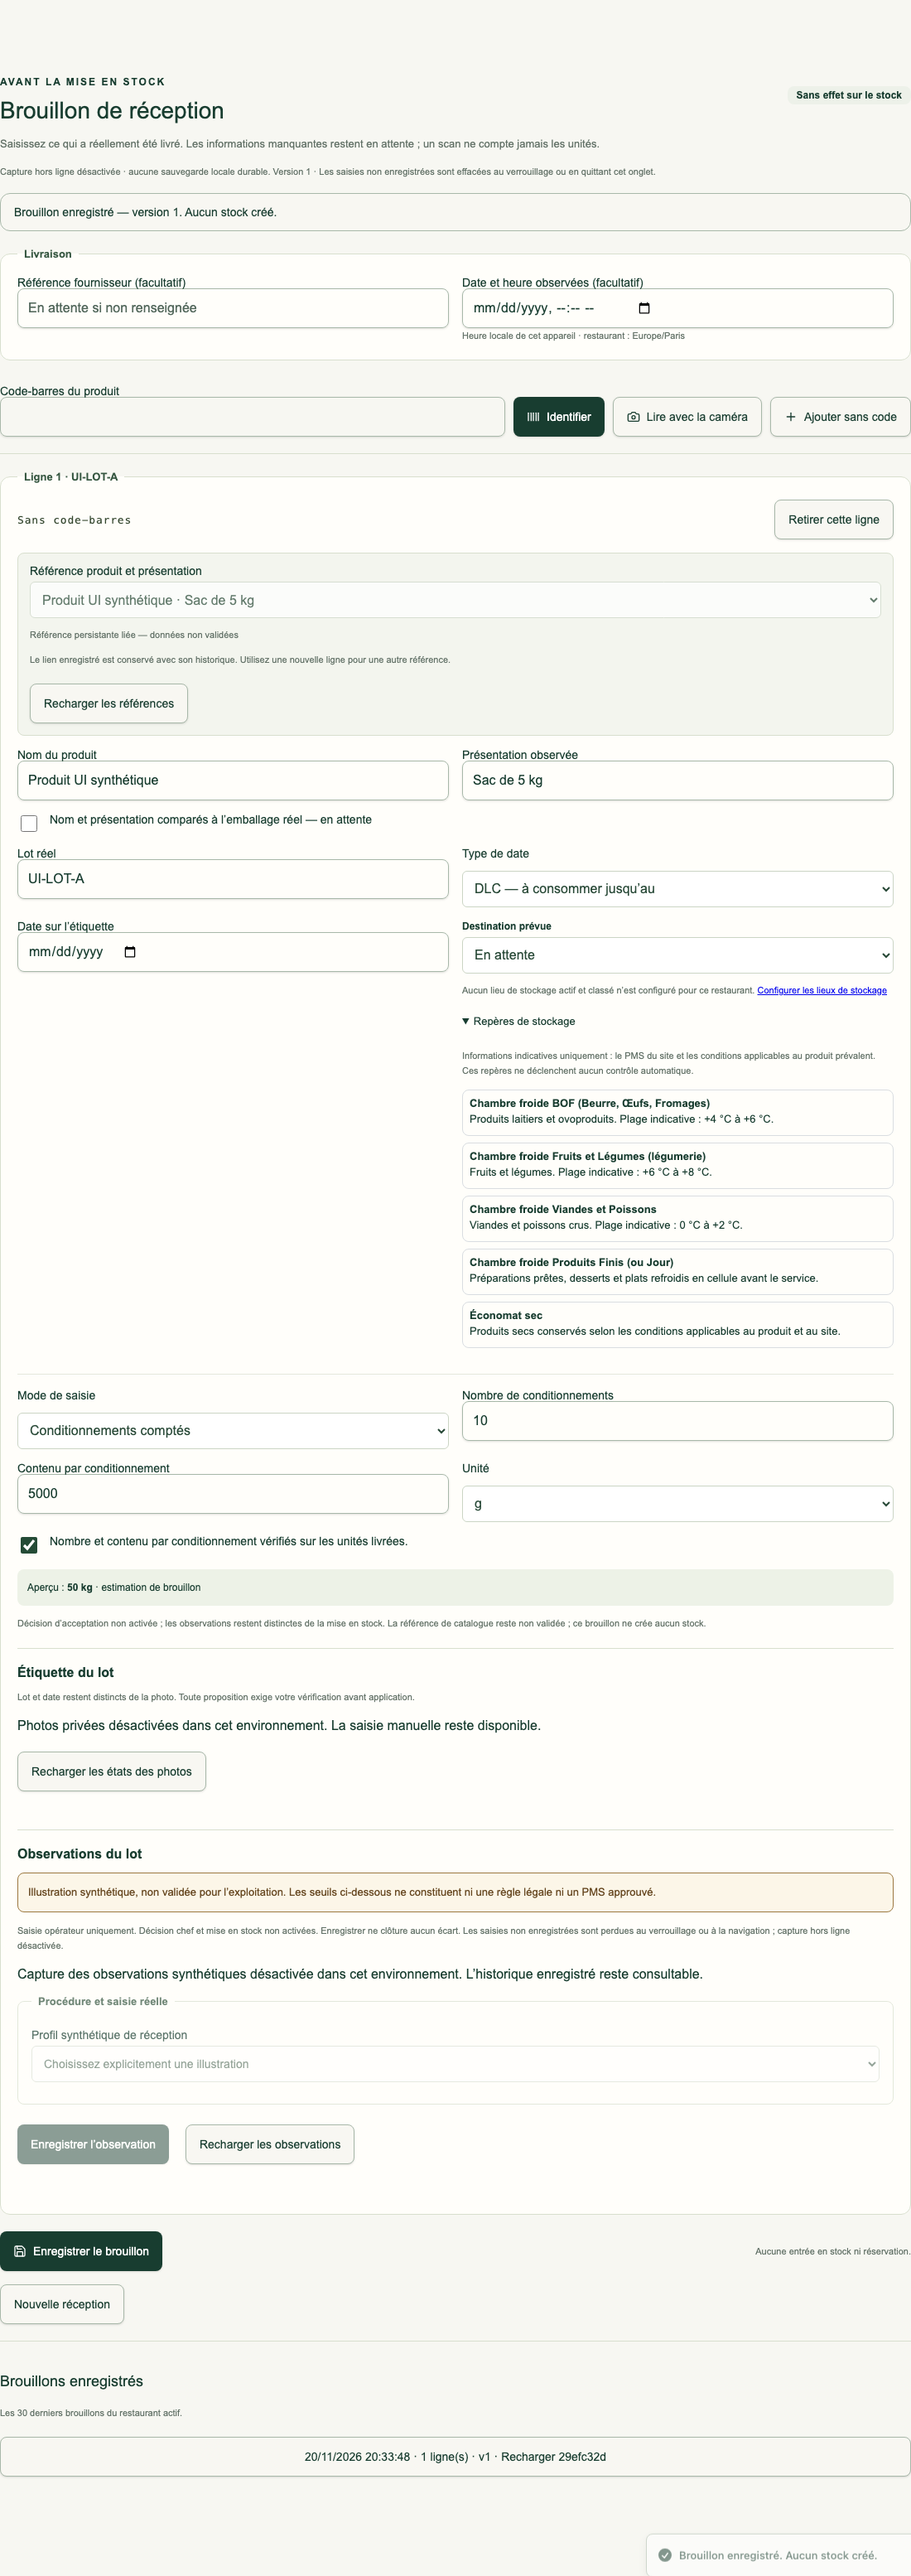 AVANT LA MISE EN STOCK
Brouillon de réception
Sans effet sur le stock
Saisissez ce qui a réellement été livré. Les informations manquantes restent en attente ; un scan ne compte jamais les unités.
Capture hors ligne désactivée · aucune sauvegarde locale durable. Version 1 · Les saisies non enregistrées sont effacées au verrouillage ou en quittant cet onglet.
Brouillon enregistré — version 1. Aucun stock créé.
Livraison
Référence fournisseur (facultatif)
En attente si non renseignée
Date et heure observées (facultatif)
mm/dd/yyyy, --:-- --
Heure locale de cet appareil · restaurant : Europe/Paris
Code-barres du produit
Identifier
Lire avec la caméra
Ajouter sans code
Ligne 1 · UI-LOT-A
Sans code-barres
Retirer cette ligne
Référence produit et présentation
Produit UI synthétique · Sac de 5 kg
Référence persistante liée — données non validées
Le lien enregistré est conservé avec son historique. Utilisez une nouvelle ligne pour une autre référence.
Recharger les références
Nom du produit
Produit UI synthétique
Présentation observée
Sac de 5 kg
Nom et présentation comparés à l’emballage réel — en attente
Lot réel
UI-LOT-A
Type de date
DLC — à consommer jusqu’au
Date sur l’étiquette
mm/dd/yyyy
Destination prévue
En attente
Aucun lieu de stockage actif et classé n’est configuré pour ce restaurant. Configurer les lieux de stockage
▼ Repères de stockage
Informations indicatives uniquement : le PMS du site et les conditions applicables au produit prévalent.
Ces repères ne déclenchent aucun contrôle automatique.
Chambre froide BOF (Beurre, Œufs, Fromages)
Produits laitiers et ovoproduits. Plage indicative : +4 °C à +6 °C.
Chambre froide Fruits et Légumes (légumerie)
Fruits et légumes. Plage indicative : +6 °C à +8 °C.
Chambre froide Viandes et Poissons
Viandes et poissons crus. Plage indicative : 0 °C à +2 °C.
Chambre froide Produits Finis (ou Jour)
Préparations prêtes, desserts et plats refroidis en cellule avant le service.
Économat sec
Produits secs conservés selon les conditions applicables au produit et au site.
Mode de saisie
Conditionnements comptés
Nombre de conditionnements
10
Contenu par conditionnement
5000
Unité
g
Nombre et contenu par conditionnement vérifiés sur les unités livrées.
Aperçu : 50 kg · estimation de brouillon
Décision d’acceptation non activée ; les observations restent distinctes de la mise en stock. La référence de catalogue reste non validée ; ce brouillon ne crée aucun stock.
Étiquette du lot
Lot et date restent distincts de la photo. Toute proposition exige votre vérification avant application.
Photos privées désactivées dans cet environnement. La saisie manuelle reste disponible.
Recharger les états des photos
Observations du lot
Illustration synthétique, non validée pour l’exploitation. Les seuils ci-dessous ne constituent ni une règle légale ni un PMS approuvé.
Saisie opérateur uniquement. Décision chef et mise en stock non activées. Enregistrer ne clôture aucun écart. Les saisies non enregistrées sont perdues au verrouillage ou à la navigation ; capture hors ligne
désactivée.
Capture des observations synthétiques désactivée dans cet environnement. L’historique enregistré reste consultable.
Procédure et saisie réelle
Profil synthétique de réception
Choisissez explicitement une illustration
Enregistrer l’observation
Recharger les observations
Enregistrer le brouillon
Aucune entrée en stock ni réservation.
Nouvelle réception
Brouillons enregistrés
Les 30 derniers brouillons du restaurant actif.
20/11/2026 20:33:48 · 1 ligne(s) · v1 · Recharger 29efc32d
Brouillon enregistré. Aucun stock créé.